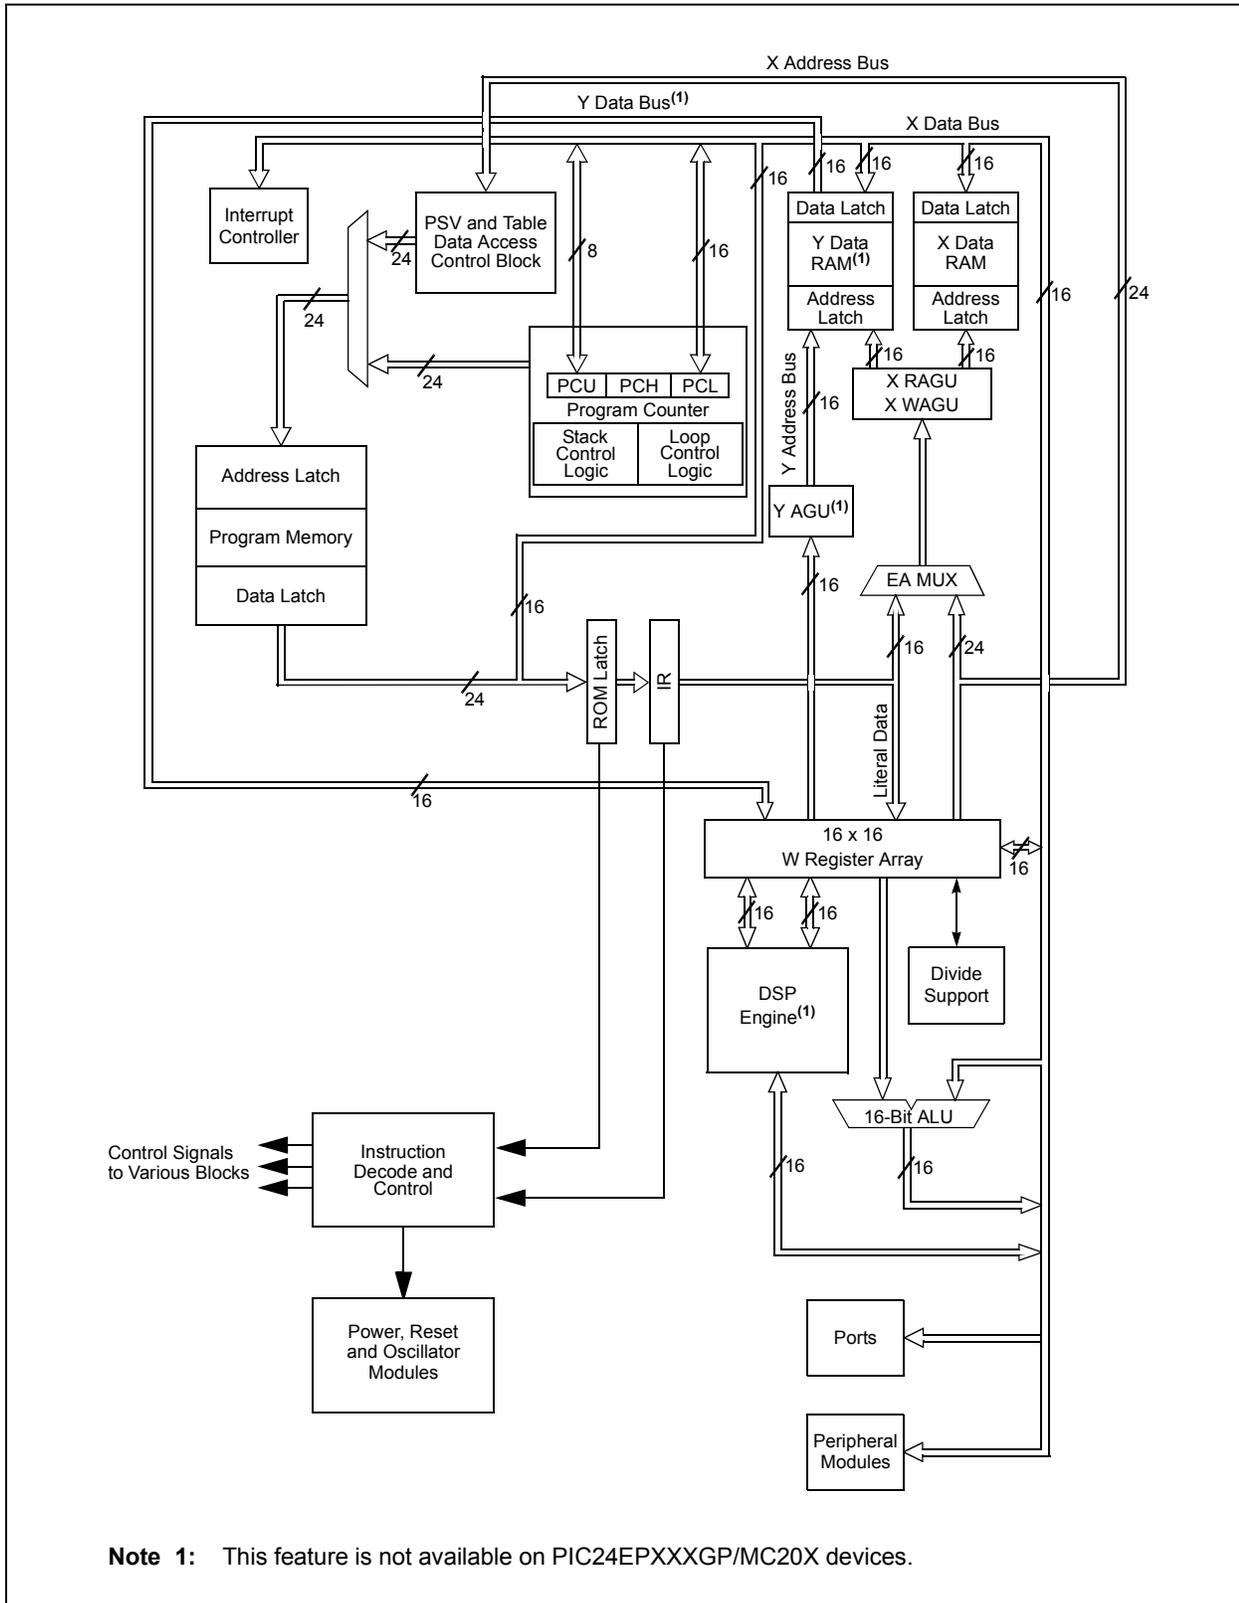 X Address Bus
Y Data Bus(1)
X Data Bus
16
16
16
16
Interrupt
Controller
PSV and Table
Data Access
Control Block
24
8
16
Data Latch
Y Data
RAM(1)
Address
Latch
Data Latch
X Data
RAM
Address
Latch
16
24
24
24
PCU
PCH
PCL
Program Counter
Stack
Control
Logic
Loop
Control
Logic
16
16
X RAGU
X WAGU
Y Address Bus
16
Y AGU(1)
Address Latch
Program Memory
Data Latch
16
16
EA MUX
16
24
24
ROM Latch
IR
Literal Data
16
16 x 16
W Register Array
16
16
16
DSP
Engine(1)
Divide
Support
16-Bit ALU
16
16
Control Signals
to Various Blocks
Instruction
Decode and
Control
Power, Reset
and Oscillator
Modules
Ports
Peripheral
Modules
Note 1: This feature is not available on PIC24EPXXXGP/MC20X devices.